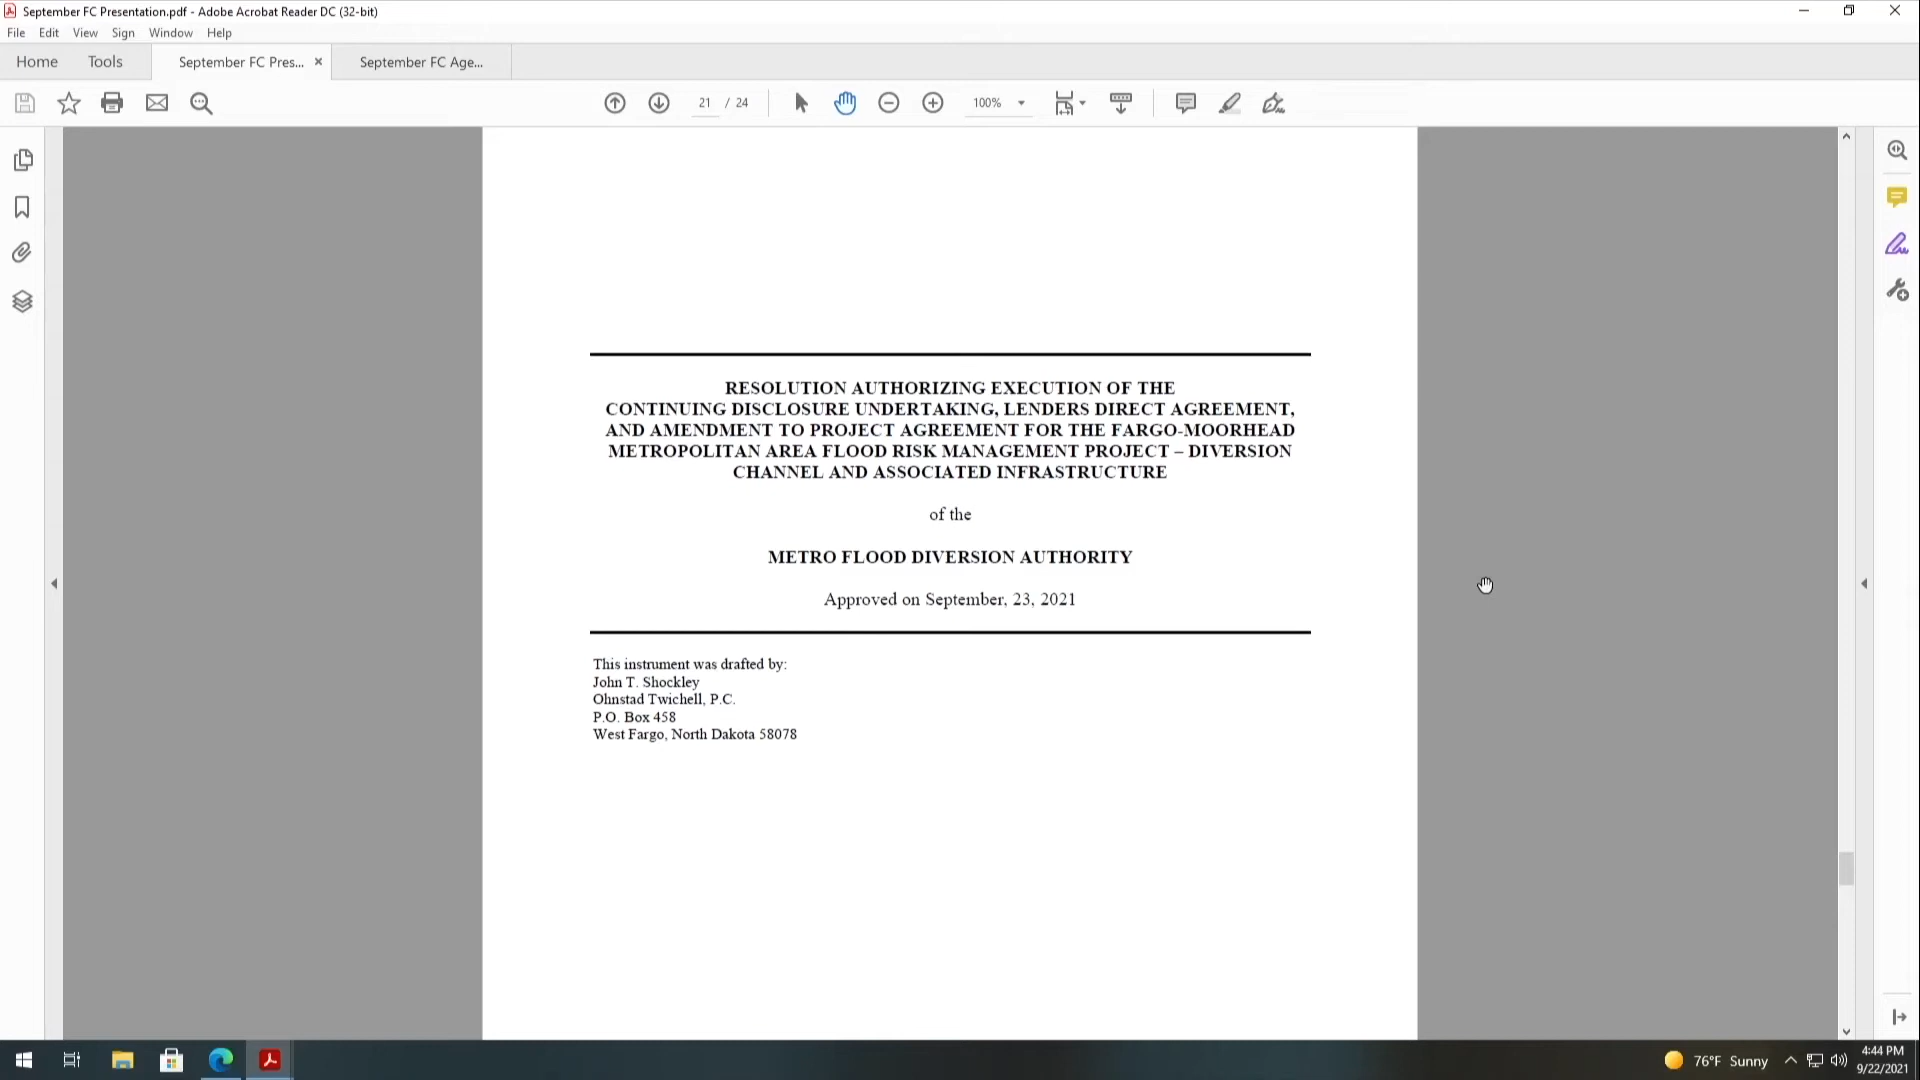 September FC Presentation.pdf - Adobe Acrobat Reader DC (32-bit)
File Edit View Sign Window Help
Home Tools September FC Pres... × September FC Age...
21 / 24 100%
RESOLUTION AUTHORIZING EXECUTION OF THE
CONTINUING DISCLOSURE UNDERTAKING, LENDERS DIRECT AGREEMENT,
AND AMENDMENT TO PROJECT AGREEMENT FOR THE FARGO-MOORHEAD
METROPOLITAN AREA FLOOD RISK MANAGEMENT PROJECT – DIVERSION
CHANNEL AND ASSOCIATED INFRASTRUCTURE
of the
METRO FLOOD DIVERSION AUTHORITY
Approved on September, 23, 2021
This instrument was drafted by:
John T. Shockley
Ohnstad Twichell, P.C.
P.O. Box 458
West Fargo, North Dakota 58078
76°F Sunny
4:44 PM
9/22/2021